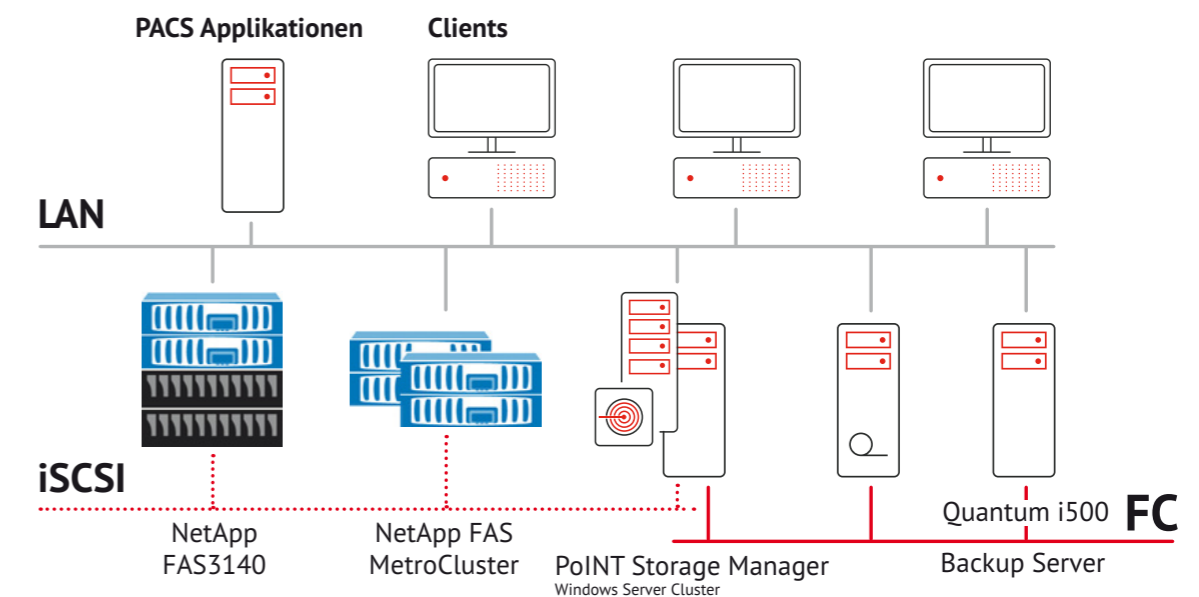 PACS Applikationen
Clients
LAN
iSCSI
NetApp
FAS3140
NetApp FAS
MetroCluster
PoINT Storage Manager
Windows Server Cluster
Quantum i500
FC
Backup Server